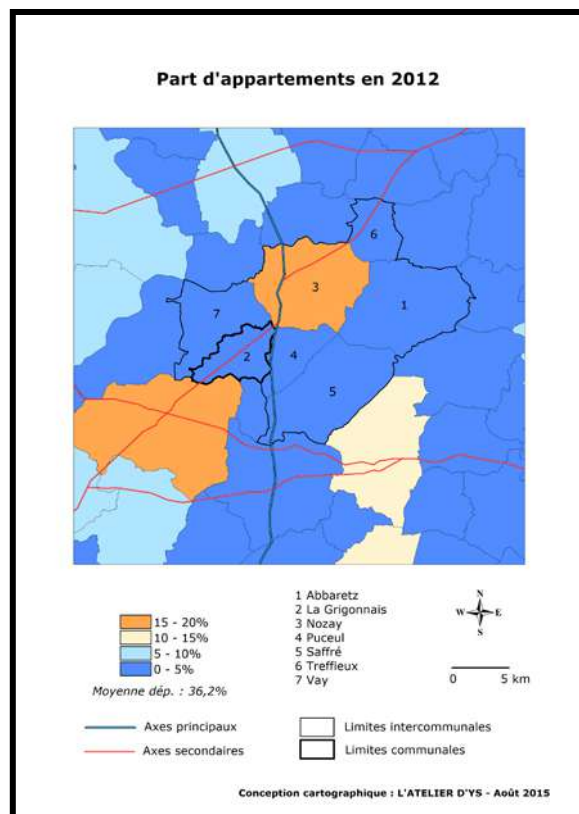 Part d'appartements en 2012
6
3
1
7
2
4
5
15 - 20%
10 - 15%
5 - 10%
0 - 5%
Moyenne dép. : 36,2%
1 Abbaretz
2 La Grigonnais
3 Nozay
4 Puceul
5 Saffré
6 Treffieux
7 Vay
N
W E
S
0 5 km
Axes principaux
Axes secondaires
Limites intercommunales
Limites communales
Conception cartographique : L'ATELIER D'YS - Août 2015